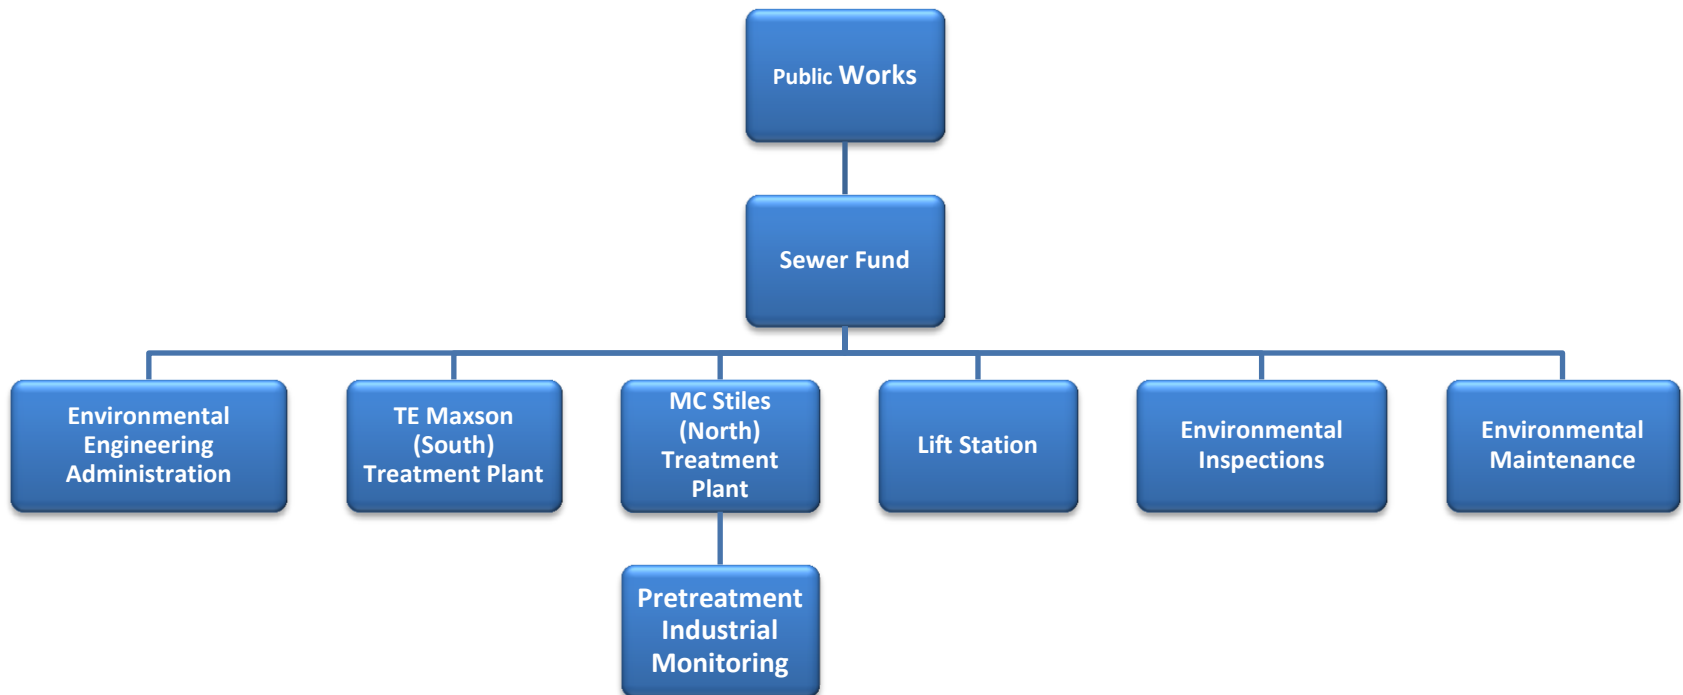 Public Works
Sewer Fund
Environmental
Engineering
Administration
TE Maxson
(South)
Treatment Plant
MC Stiles
(North)
Treatment
Plant
Lift Station
Environmental
Inspections
Environmental
Maintenance
Pretreatment
Industrial
Monitoring